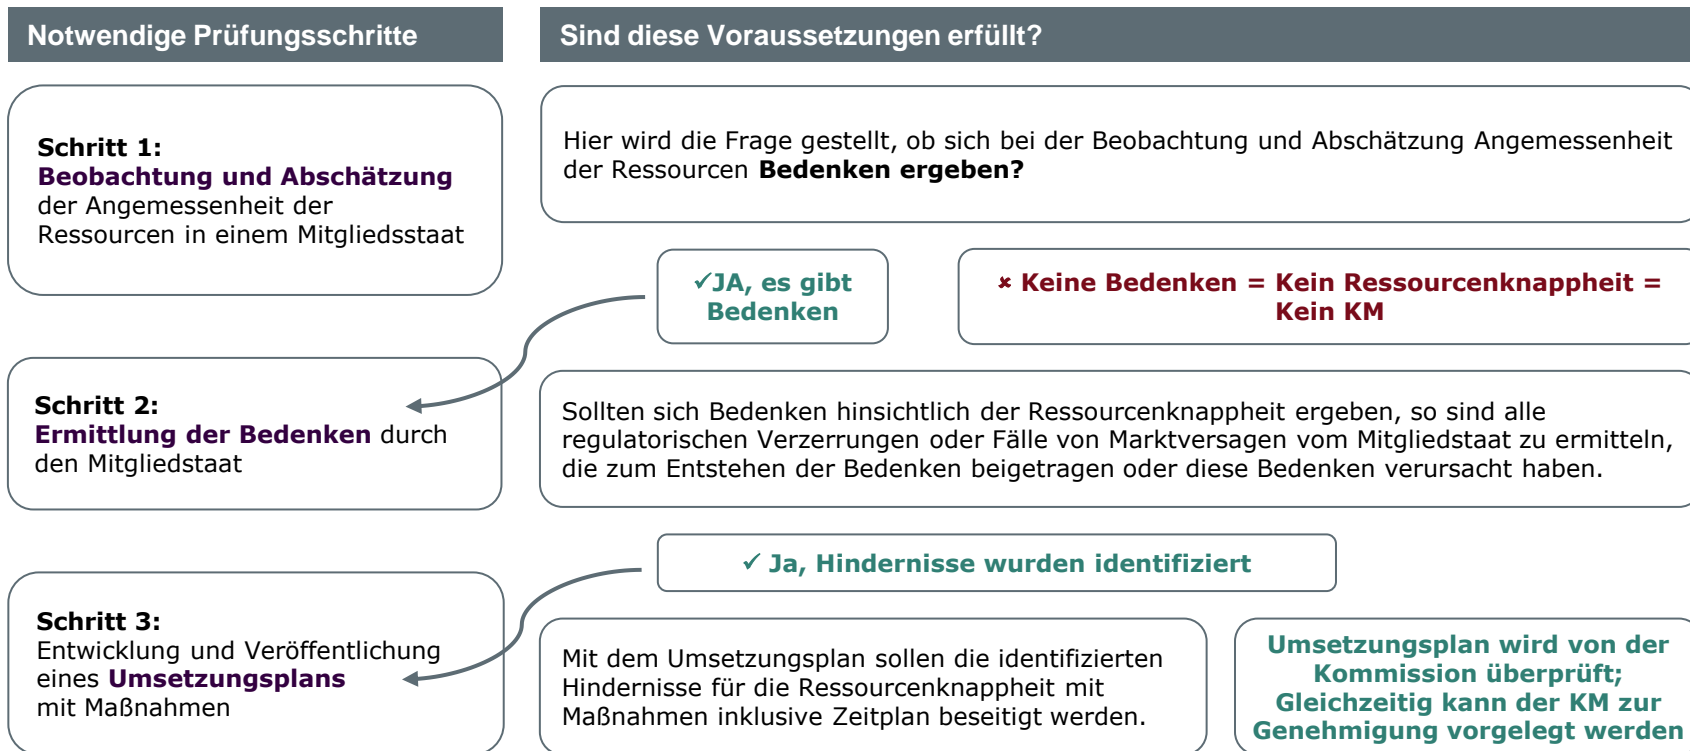 Notwendige Prüfungsschritte
Sind diese Voraussetzungen erfüllt?
Schritt 1:
Beobachtung und Abschätzung
der Angemessenheit der
Ressourcen in einem Mitgliedsstaat
Hier wird die Frage gestellt, ob sich bei der Beobachtung und Abschätzung Angemessenheit
der Ressourcen Bedenken ergeben?
✓JA, es gibt
Bedenken
× Keine Bedenken = Kein Ressourcenknappheit =
Kein KM
Schritt 2:
Ermittlung der Bedenken durch
den Mitgliedstaat
Sollten sich Bedenken hinsichtlich der Ressourcenknappheit ergeben, so sind alle
regulatorischen Verzerrungen oder Fälle von Marktversagen vom Mitgliedstaat zu ermitteln,
die zum Entstehen der Bedenken beigetragen oder diese Bedenken verursacht haben.
✓ Ja, Hindernisse wurden identifiziert
Schritt 3:
Entwicklung und Veröffentlichung
eines Umsetzungsplans
mit Maßnahmen
Mit dem Umsetzungsplan sollen die identifizierten
Hindernisse für die Ressourcenknappheit mit
Maßnahmen inklusive Zeitplan beseitigt werden.
Umsetzungsplan wird von der
Kommission überprüft;
Gleichzeitig kann der KM zur
Genehmigung vorgelegt werden